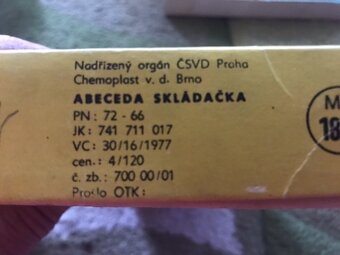 Nadřízený orgán ČSVD Praha
Chemoplast v. d. Brno
ABECEDA SKLÁDAČKA
PN: 72 - 66
JK: 741 711 017
VC: 30/16/1977
cen.: 4/120
č. zb.: 700 00/01
Prošlo OTK:
M
18